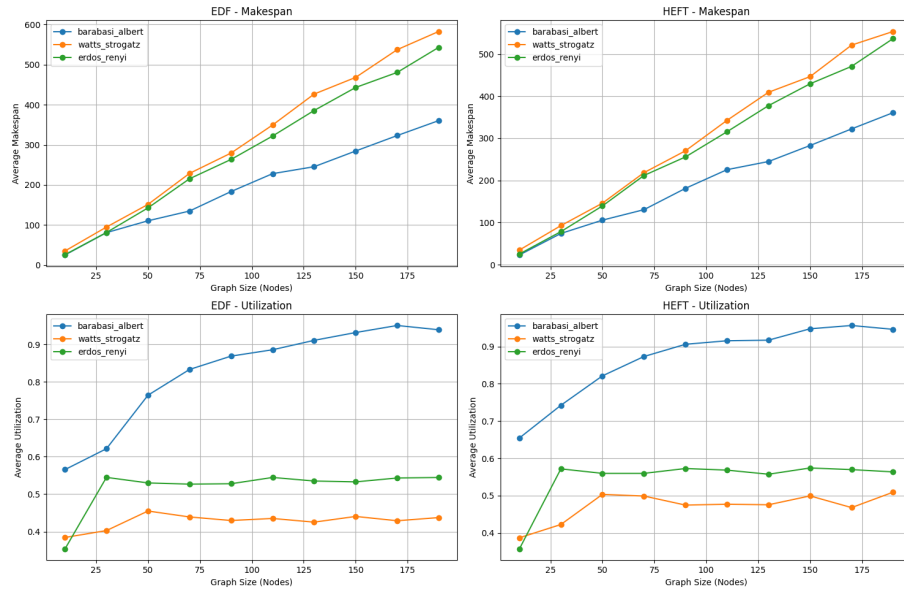 EDF - Makespan
barabasi_albert
watts_strogatz
erdos_renyi
Average Makespan
600
500
400
300
200
100
0
25
50
75
100
125
150
175
Graph Size (Nodes)
HEFT - Makespan
barabasi_albert
watts_strogatz
erdos_renyi
Average Makespan
500
400
300
200
100
0
25
50
75
100
125
150
175
Graph Size (Nodes)
EDF - Utilization
barabasi_albert
watts_strogatz
erdos_renyi
Average Utilization
0.9
0.8
0.7
0.6
0.5
0.4
25
50
75
100
125
150
175
Graph Size (Nodes)
HEFT - Utilization
barabasi_albert
watts_strogatz
erdos_renyi
Average Utilization
0.9
0.8
0.7
0.6
0.5
0.4
25
50
75
100
125
150
175
Graph Size (Nodes)